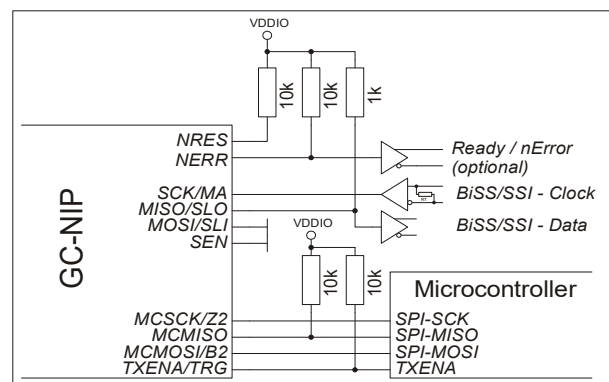 VDDIO
10k
10k
1k
NRES
NERR
Ready / nError
(optional)
SCK/MA
BiSS/SSI - Clock
RT
MISO/SLO
MOSI/SLI
BiSS/SSI - Data
SEN
VDDIO
GC-NIP
10k
10k
Microcontroller
MCSCK/Z2
SPI-SCK
MCMISO
SPI-MISO
MCMOSI/B2
SPI-MOSI
TXENA/TRG
TXENA